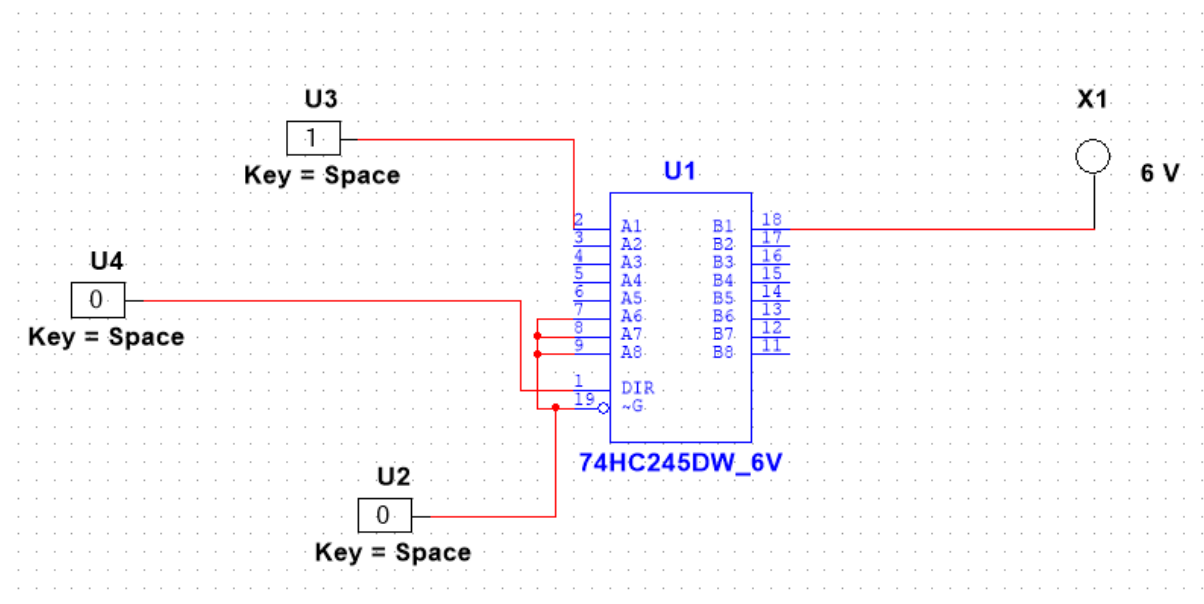 U3
X1
1
Key = Space
6 V
U1
2 A1 B1 18
3 A2 B2 17
4 A3 B3 16
5 A4 B4 15
6 A5 B5 14
7 A6 B6 13
8 A7 B7 12
9 A8 B8 11
1 DIR
19 ~G
74HC245DW_6V
U4
0
Key = Space
U2
0
Key = Space